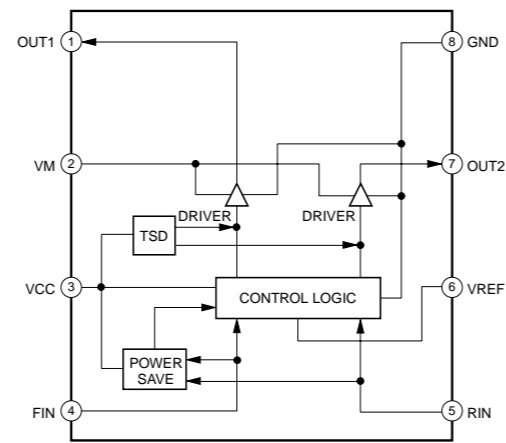 OUT1 1
8 GND
VM 2
7 OUT2
DRIVER
DRIVER
TSD
VCC 3
CONTROL LOGIC
6 VREF
POWER
SAVE
FIN 4
5 RIN